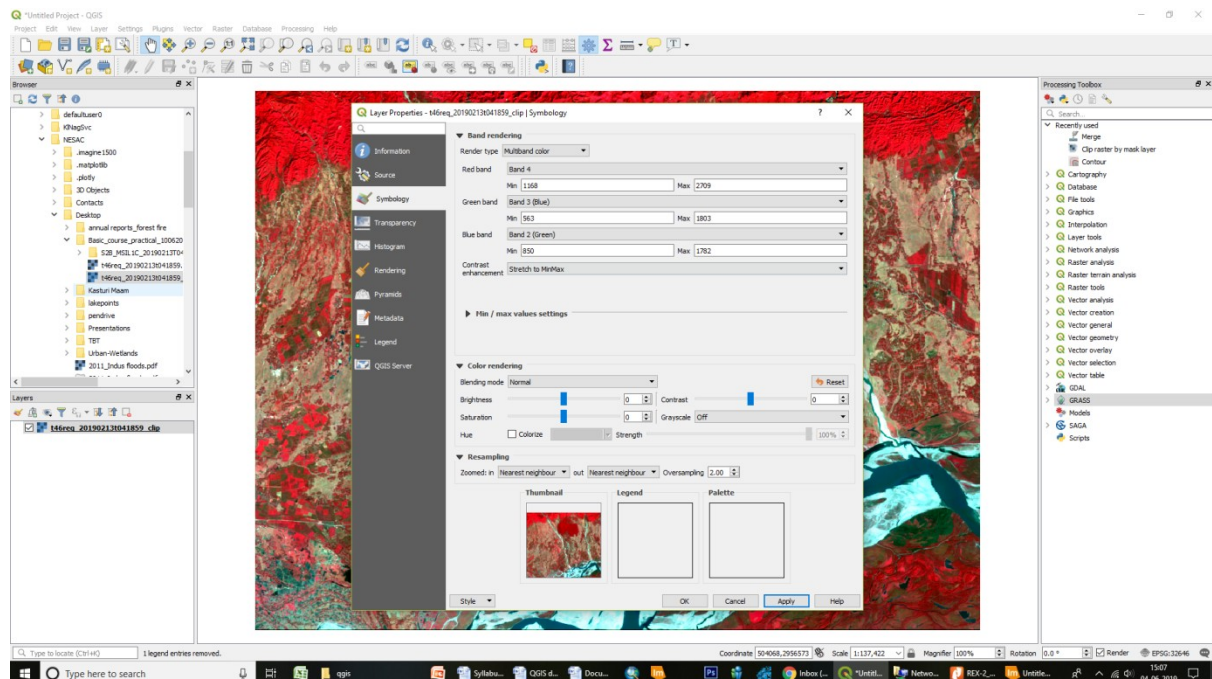 *Untitled Project - QGIS
Project Edit View Layer Settings Plugins Vector Raster Database Processing Help
Browser
defaultuser0
KlNagSvc
NESAC
.imagine1500
.matplotlib
.plotly
3D Objects
Contacts
Desktop
annual reports_forest fire
Basic_course_practical_100620
S2B_MSIL1C_20190213T04
t46req_20190213t041859.
t46req_20190213t041859_
Kasturi Maam
lakepoints
pendrive
Presentations
TBT
Urban-Wetlands
2011_Indus floods.pdf
Layers
t46req_20190213t041859_clip
Layer Properties - t46req_20190213t041859_clip | Symbology
Information
Source
Symbology
Transparency
Histogram
Rendering
Pyramids
Metadata
Legend
QGIS Server
Band rendering
Render type Multiband color
Red band Band 4
Min 1168 Max 2709
Green band Band 3 (Blue)
Min 563 Max 1803
Blue band Band 2 (Green)
Min 850 Max 1782
Contrast enhancement Stretch to MinMax
Min / max values settings
Color rendering
Blending mode Normal Reset
Brightness 0 Contrast 0
Saturation 0 Grayscale Off
Hue Colorize Strength 100%
Resampling
Zoomed: in Nearest neighbour out Nearest neighbour Oversampling 2.00
Thumbnail Legend Palette
Style OK Cancel Apply Help
Processing Toolbox
Search...
Recently used
Merge
Clip raster by mask layer
Contour
Cartography
Database
File tools
Graphics
Interpolation
Layer tools
Network analysis
Raster analysis
Raster terrain analysis
Raster tools
Vector analysis
Vector creation
Vector general
Vector geometry
Vector overlay
Vector selection
Vector table
GDAL
GRASS
Models
SAGA
Scripts
Type to locate (Ctrl+K) 1 legend entries removed. Coordinate 504068,2956573 Scale 1:137,422 Magnifier 100% Rotation 0.0 ° Render EPSG:32646
Type here to search qgis Syllabu... QGIS d... Docu... Inbox (... *Untitl... Netwo... REX-2_... Untitle... 15:07
04-06-2019